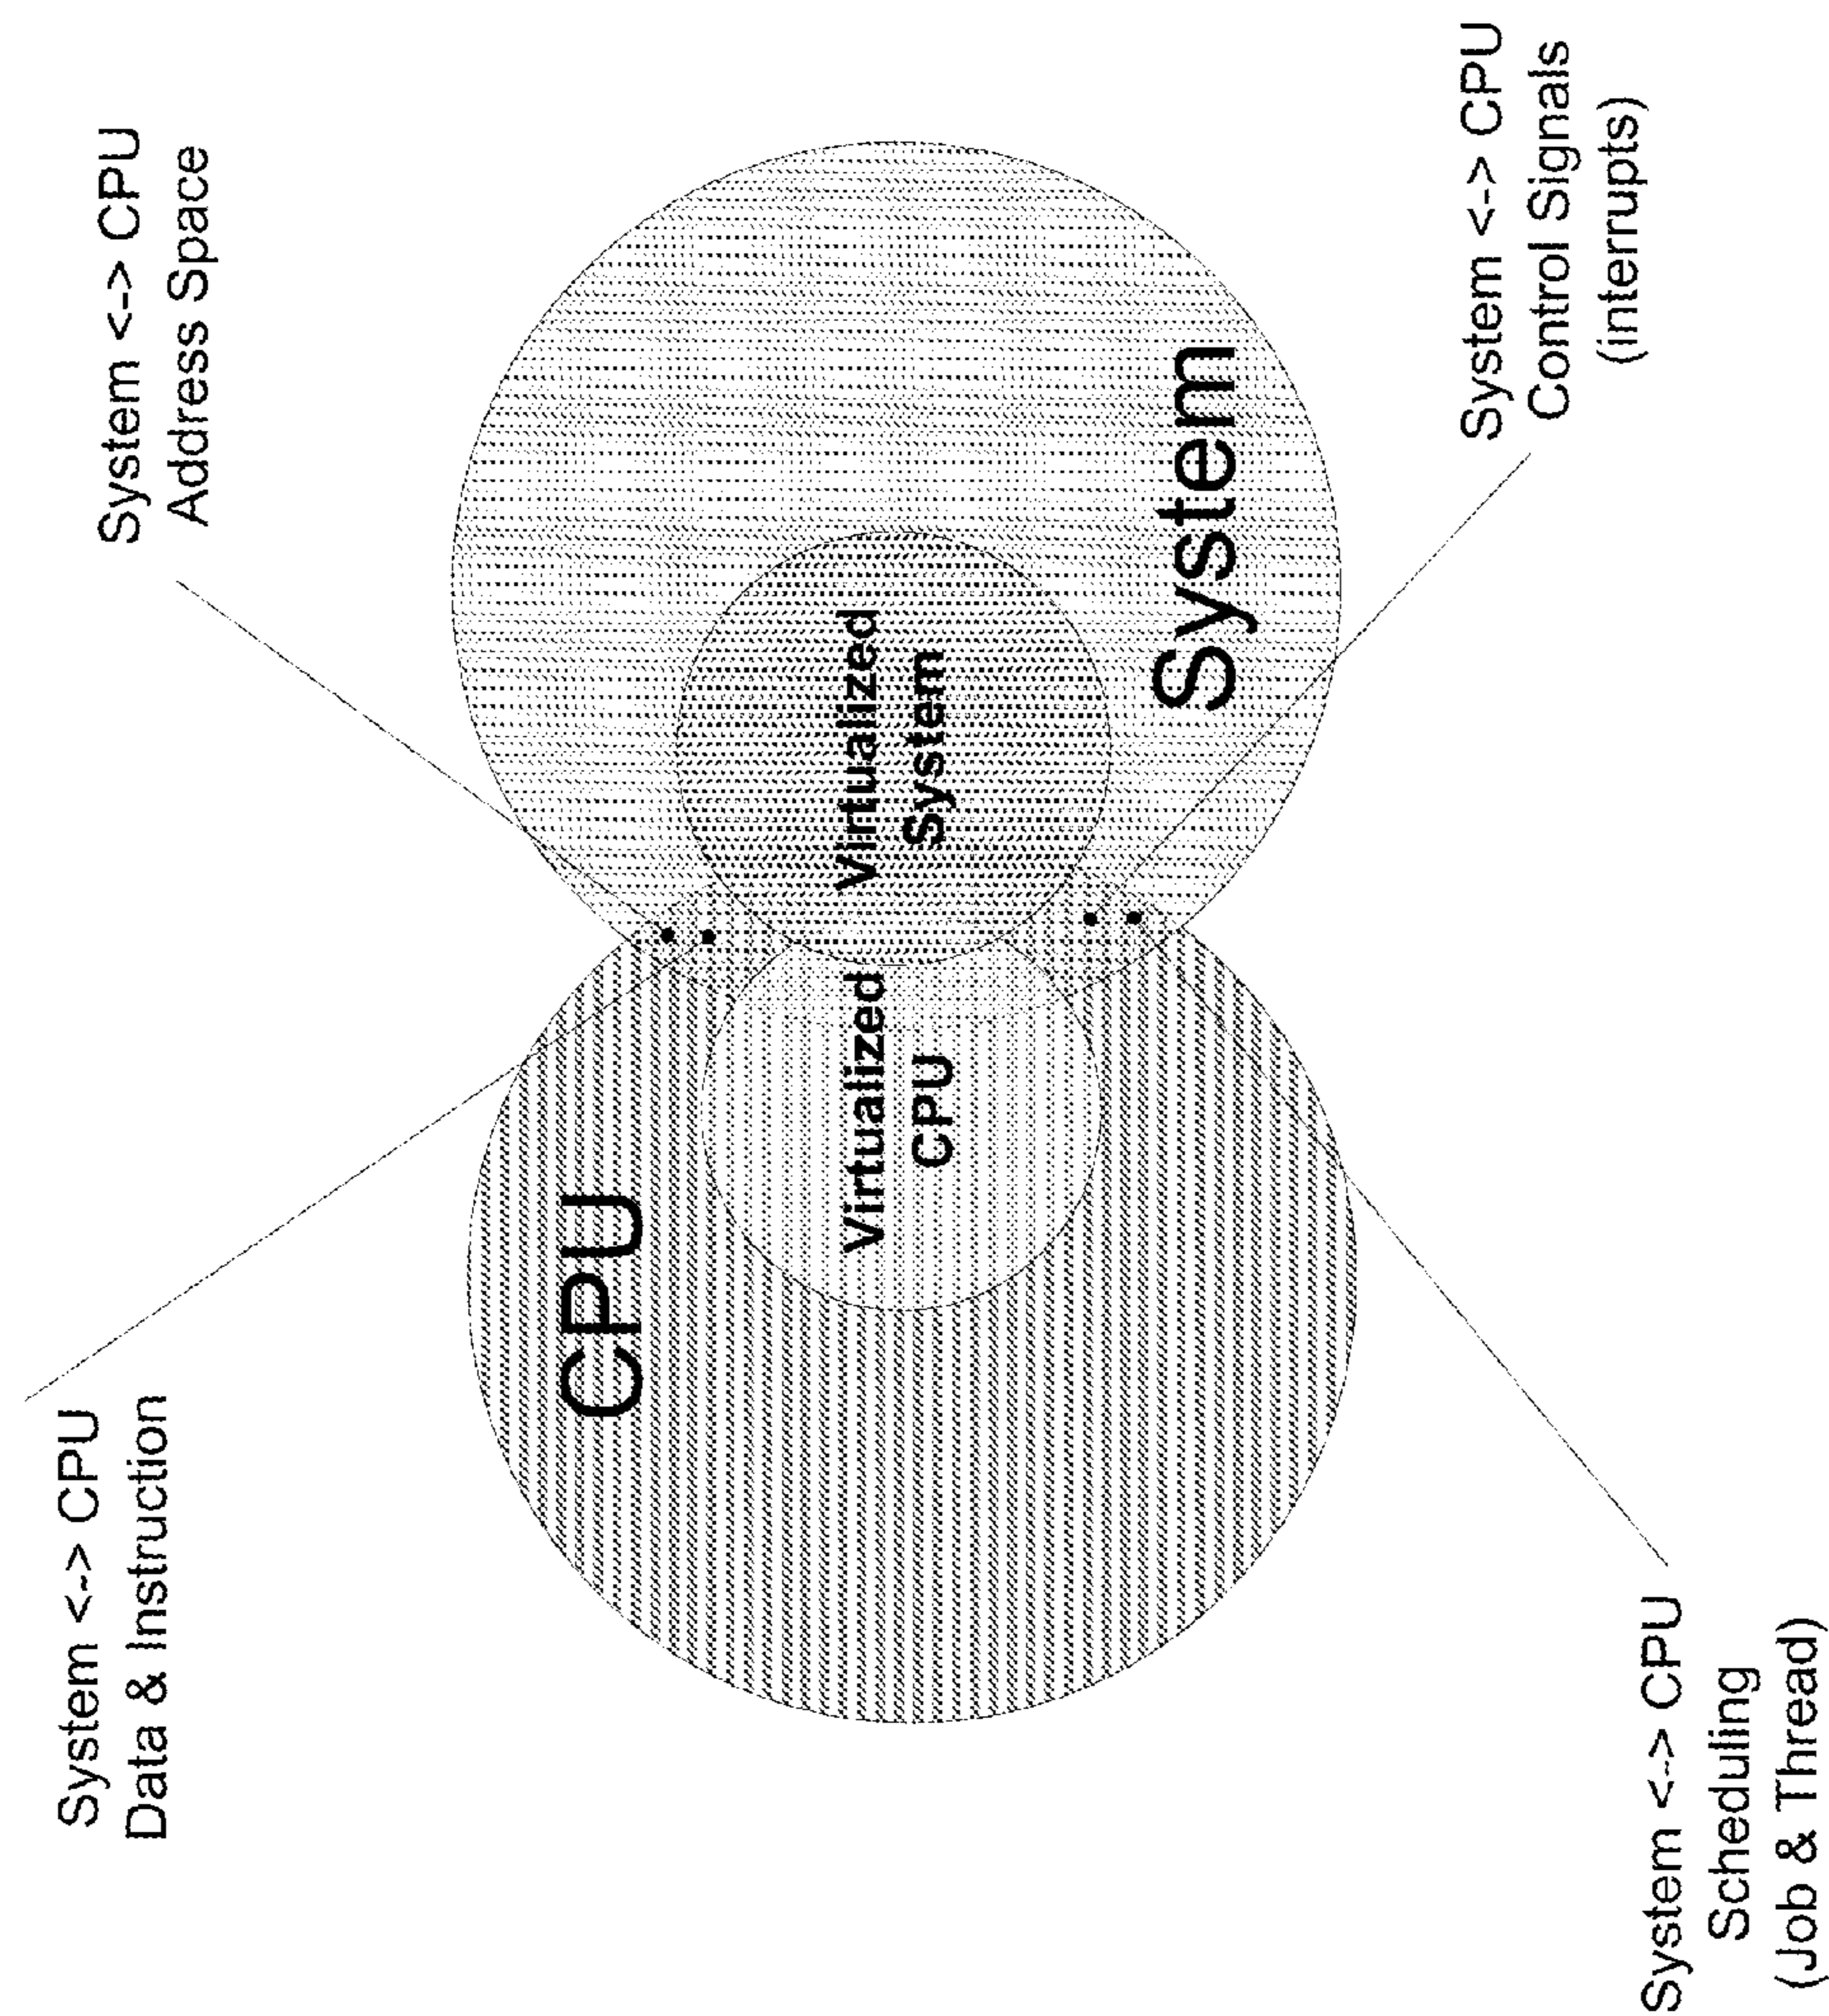 System <-> CPU
Data & Instruction
System <-> CPU
Address Space
CPU
Virtualized
CPU
Virtualized
System
System
System <-> CPU
Scheduling
(Job & Thread)
System <-> CPU
Control Signals
(interrupts)